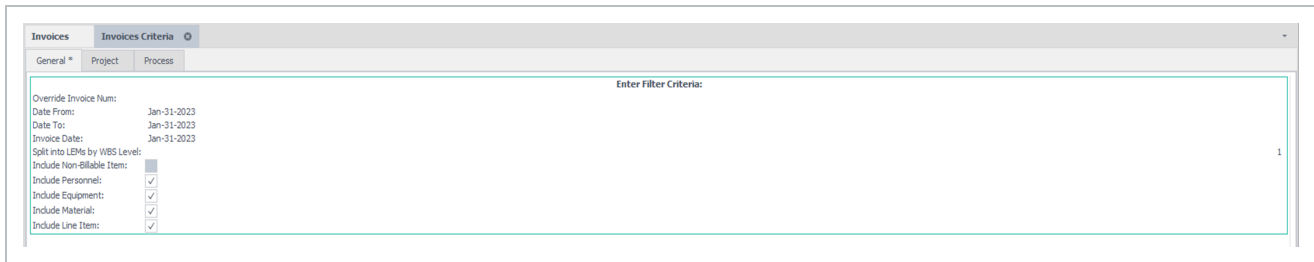 Invoices Invoices Criteria
General * Project Process
Enter Filter Criteria:
Override Invoice Num:
Date From: Jan-31-2023
Date To: Jan-31-2023
Invoice Date: Jan-31-2023
Split into LEMs by WBS Level: 1
Include Non-Billable Item:
Include Personnel:
Include Equipment:
Include Material:
Include Line Item: